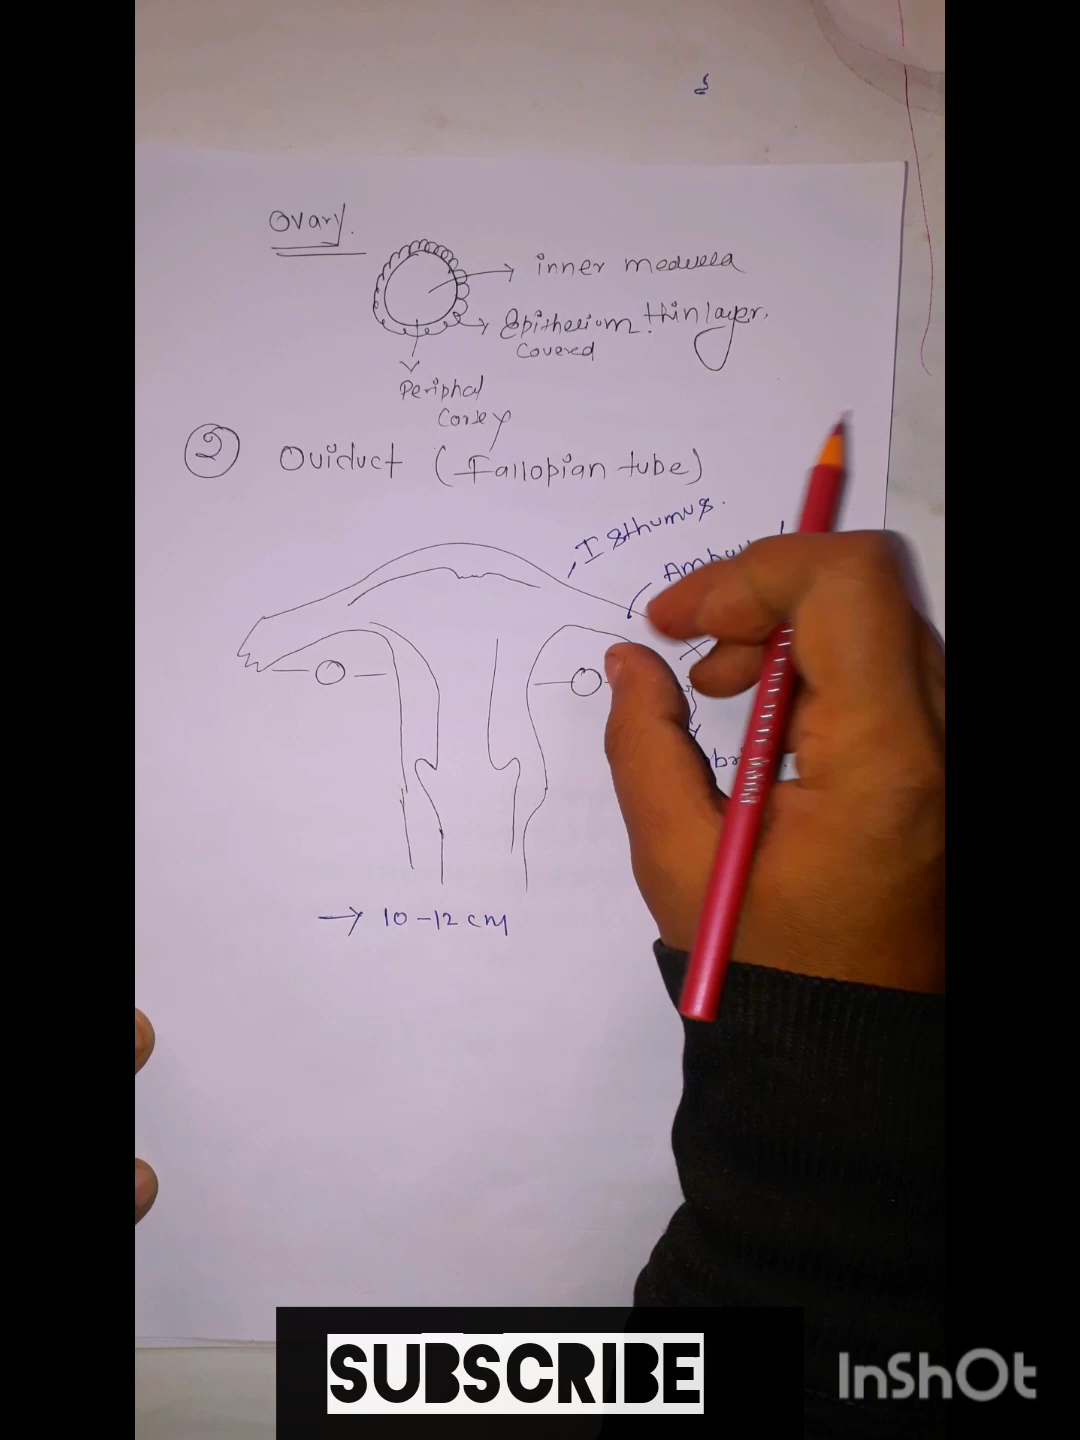 Ovary.
inner medulla
Epithelium thin layer.
covered
Periphal
Cortex
2 Oviduct (Fallopian tube)
Isthumus.
→ 10-12 cm
SUBSCRIBE
InShOt